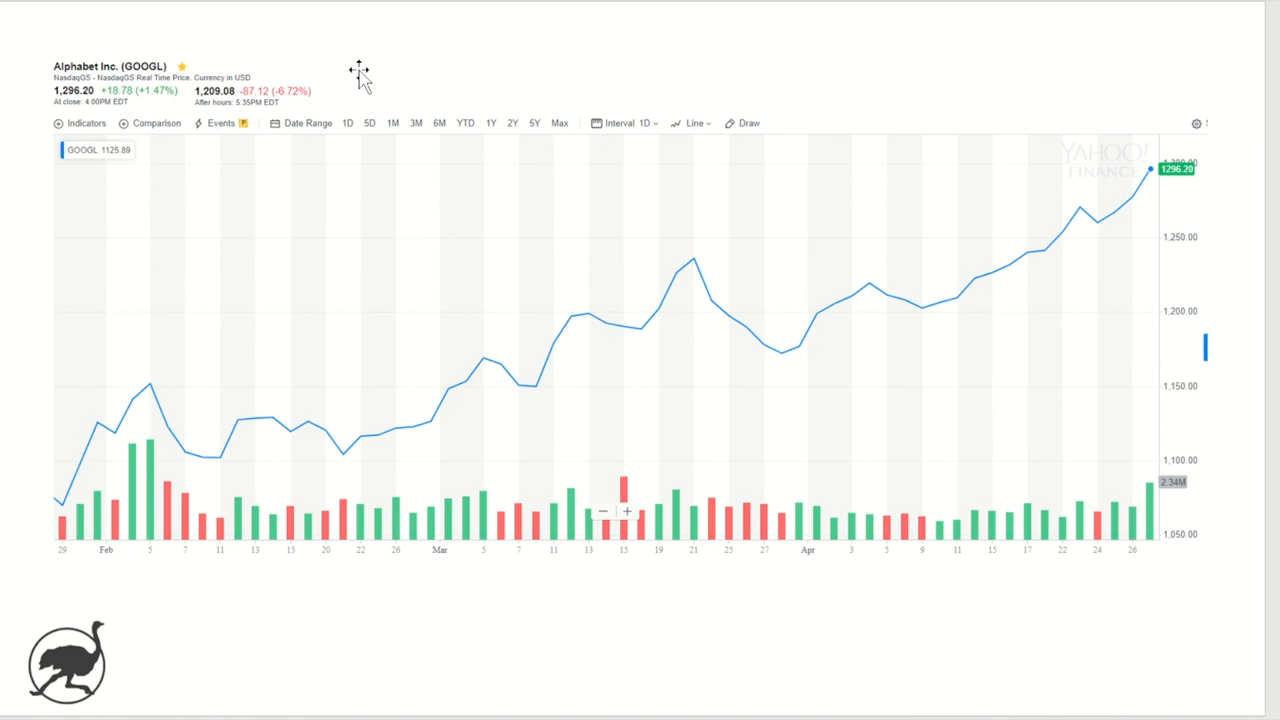 Alphabet Inc. (GOOGL)
NasdaqGS - NasdaqGS Real Time Price. Currency in USD
1,296.20 +18.78 (+1.47%) 1,209.08 -87.12 (-6.72%)
At close: 4:00PM EDT After hours: 5:35PM EDT
Indicators Comparison Events P Date Range 1D 5D 1M 3M 6M YTD 1Y 2Y 5Y Max Interval 1D Line Draw
GOOGL 1125.89
YAHOO!
FINANCE
1,300.00
1296.20
1,250.00
1,200.00
1,150.00
1,100.00
2.34M
1,050.00
29 Feb 5 7 11 13 15 20 22 26 Mar 5 7 11 13 15 19 21 25 27 Apr 3 5 9 11 15 17 22 24 26